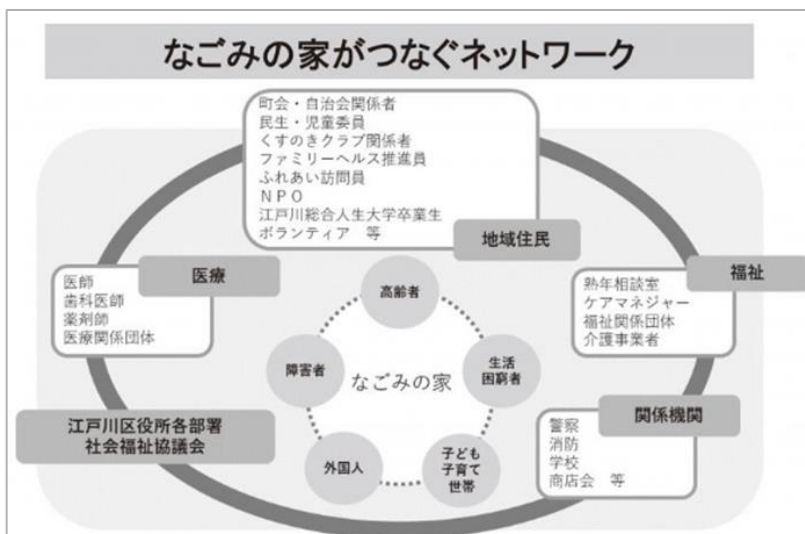 なごみの家がつなぐネットワーク
町会・自治会関係者
民生・児童委員
くすのきクラブ関係者
ファミリーヘルス推進員
ふれあい訪問員
NPO
江戸川総合人生大学卒業生
ボランティア 等
地域住民
医療
医師
歯科医師
薬剤師
医療関係団体
福祉
熟年相談室
ケアマネジャー
福祉関係団体
介護事業者
高齢者
障害者
なごみの家
生活
困窮者
外国人
子ども
子育て
世帯
江戸川区役所各部署
社会福祉協議会
関係機関
警察
消防
学校
商店会 等